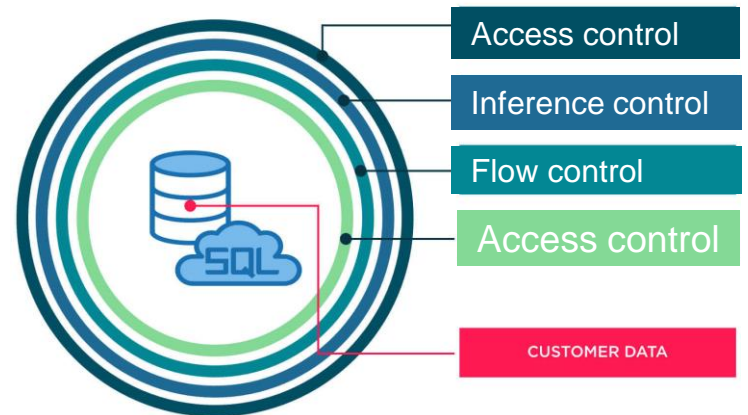 Access control
Inference control
Flow control
Access control
SQL
CUSTOMER DATA